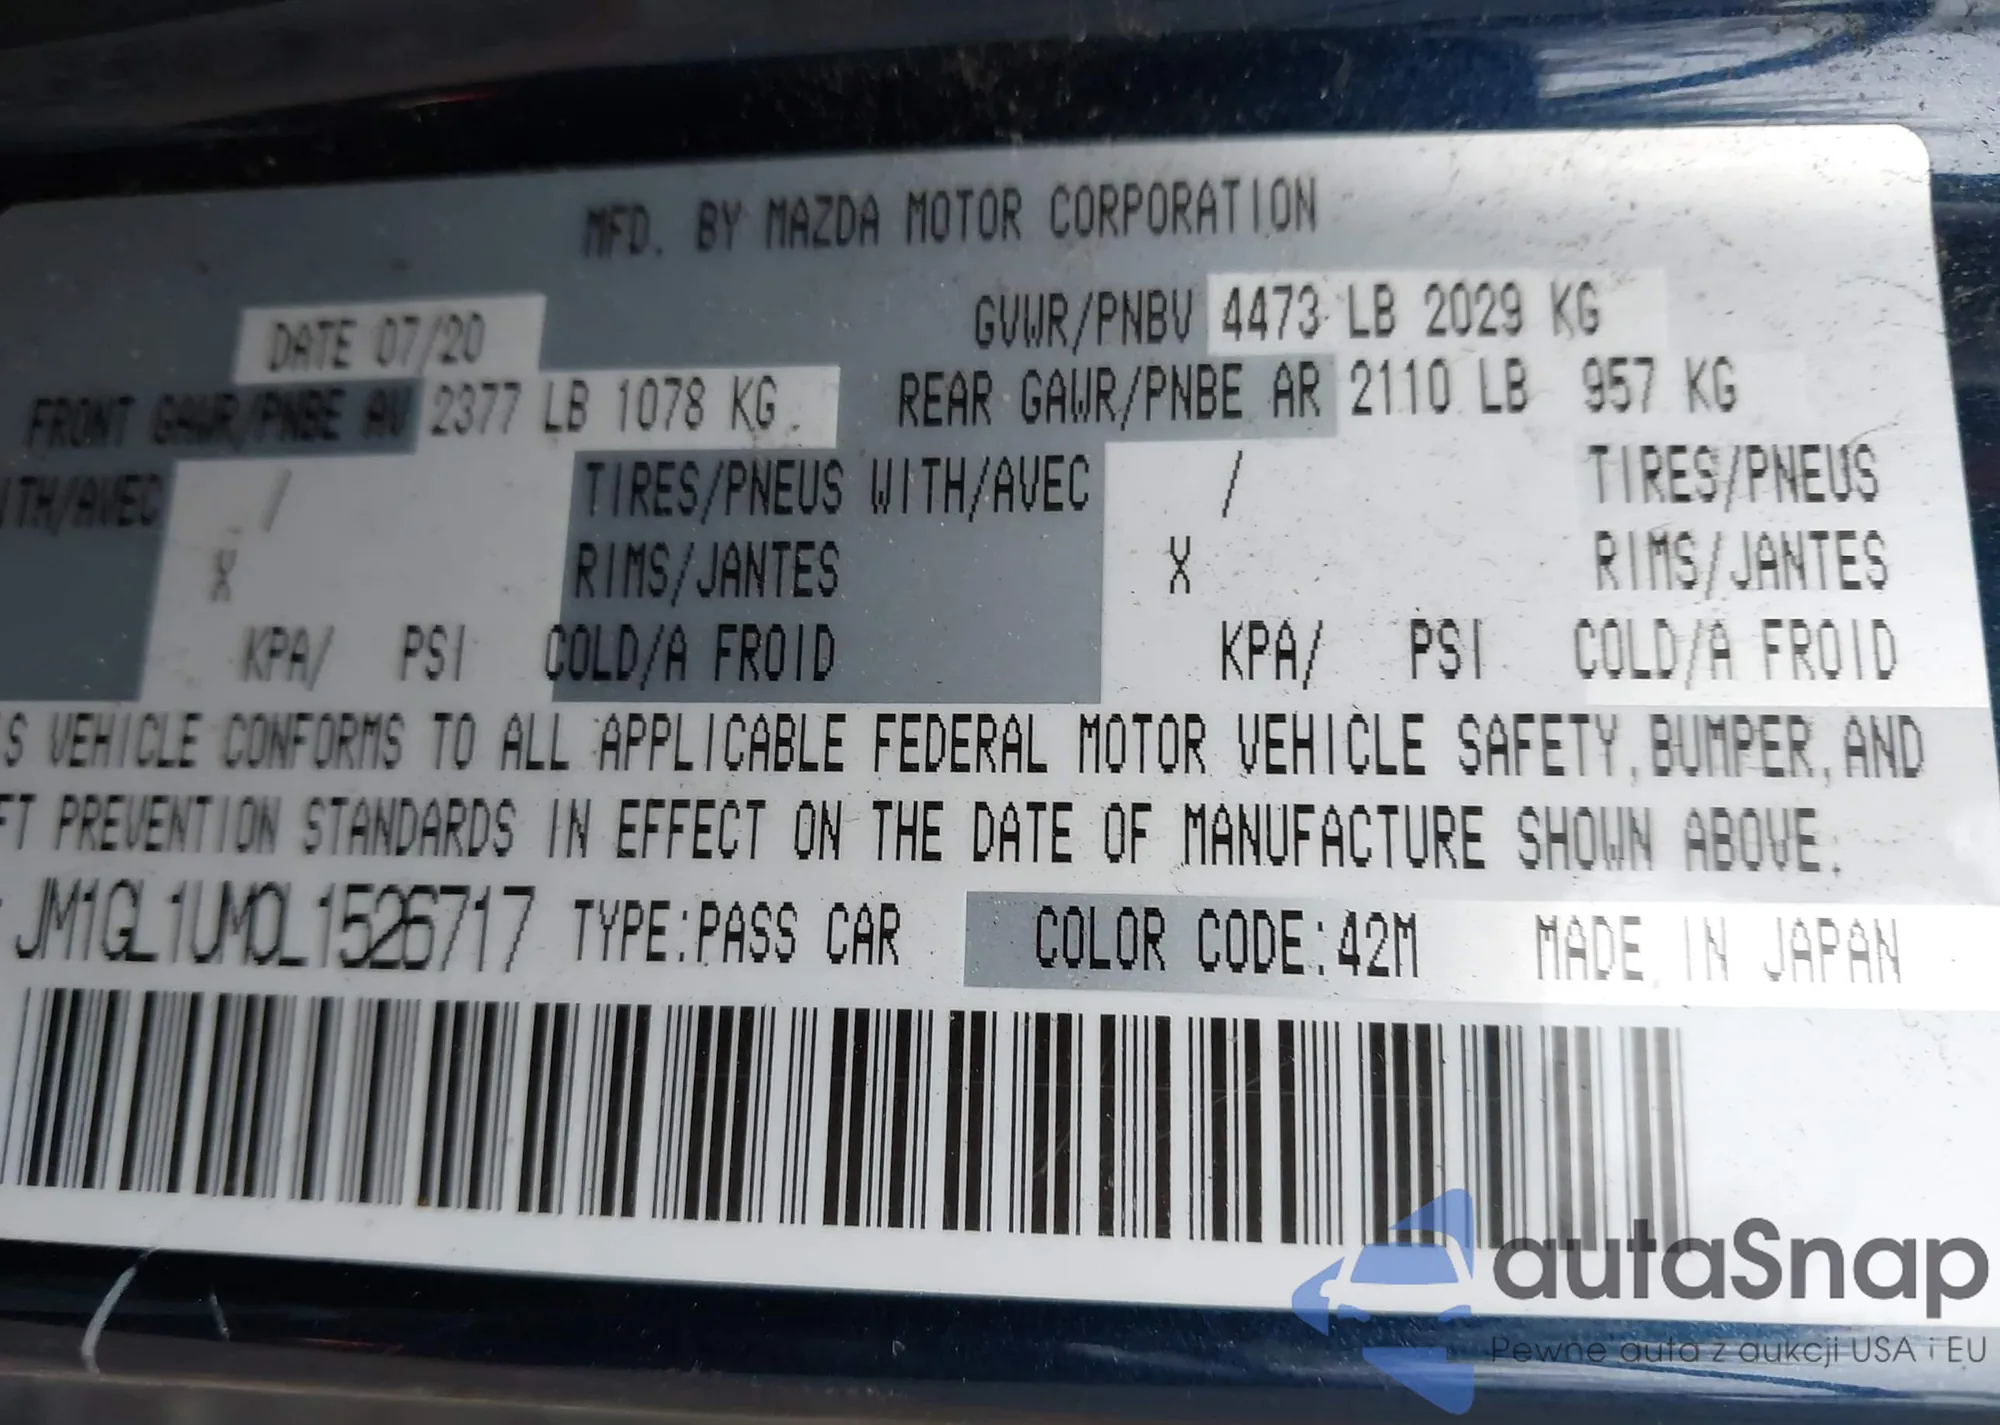 MFD. BY MAZDA MOTOR CORPORATION
DATE 07/20 GVWR/PNBV 4473 LB 2029 KG
FRONT GAWR/PNBE AV 2377 LB 1078 KG. REAR GAWR/PNBE AR 2110 LB 957 KG
ITH/AVEC / TIRES/PNEUS WITH/AVEC / TIRES/PNEUS
X RIMS/JANTES X RIMS/JANTES
KPA/ PSI COLD/A FROID KPA/ PSI COLD/A FROID
S VEHICLE CONFORMS TO ALL APPLICABLE FEDERAL MOTOR VEHICLE SAFETY, BUMPER, AND
FT PREVENTION STANDARDS IN EFFECT ON THE DATE OF MANUFACTURE SHOWN ABOVE.
JM1GL1UM0L1526717 TYPE:PASS CAR COLOR CODE:42M MADE IN JAPAN
autaSnap
Pewne auta z aukcji USA i EU